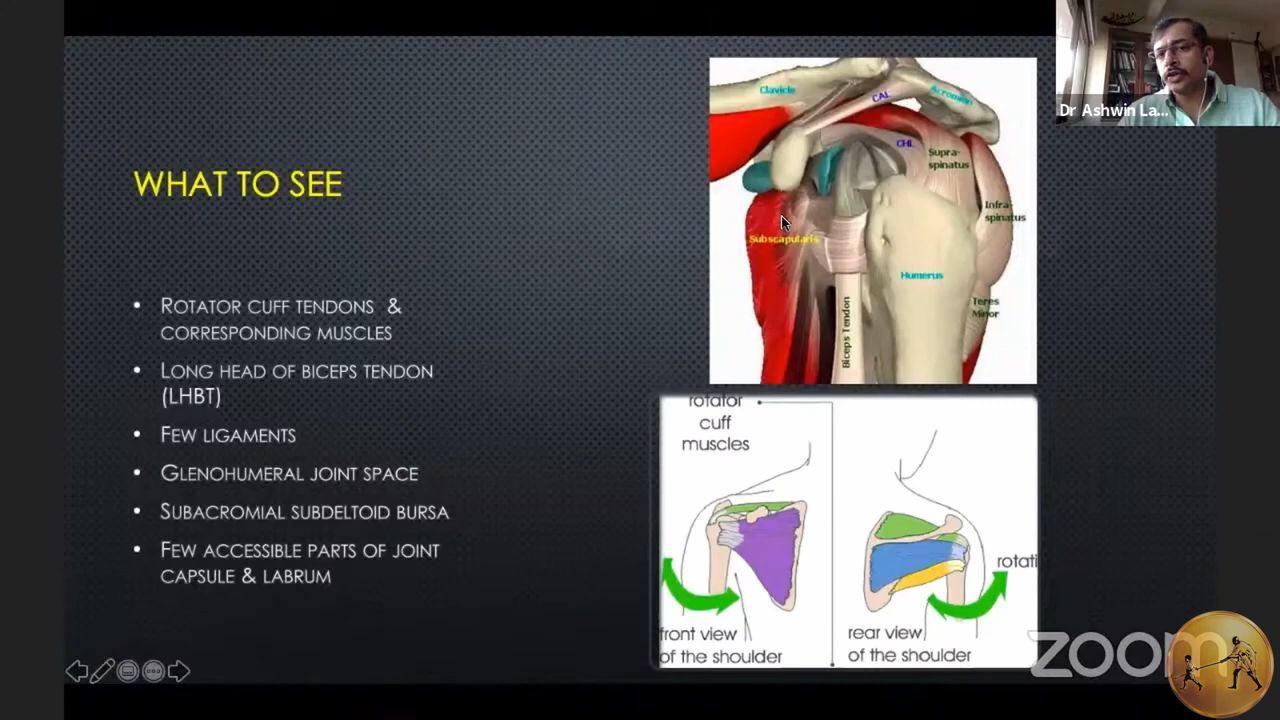 Dr Ashwin La...
WHAT TO SEE
• ROTATOR CUFF TENDONS &
CORRESPONDING MUSCLES
• LONG HEAD OF BICEPS TENDON
(LHBT)
• FEW LIGAMENTS
• GLENOHUMERAL JOINT SPACE
• SUBACROMIAL SUBDELTOID BURSA
• FEW ACCESSIBLE PARTS OF JOINT
CAPSULE & LABRUM
Clavicle
CAL
Acromion
CHL
Supra-
spinatus
Infra-
spinatus
Subscapularis
Humerus
Teres
Minor
Biceps Tendon
rotator
cuff
muscles
rotati
front view
of the shoulder
rear view
of the shoulder
zoom